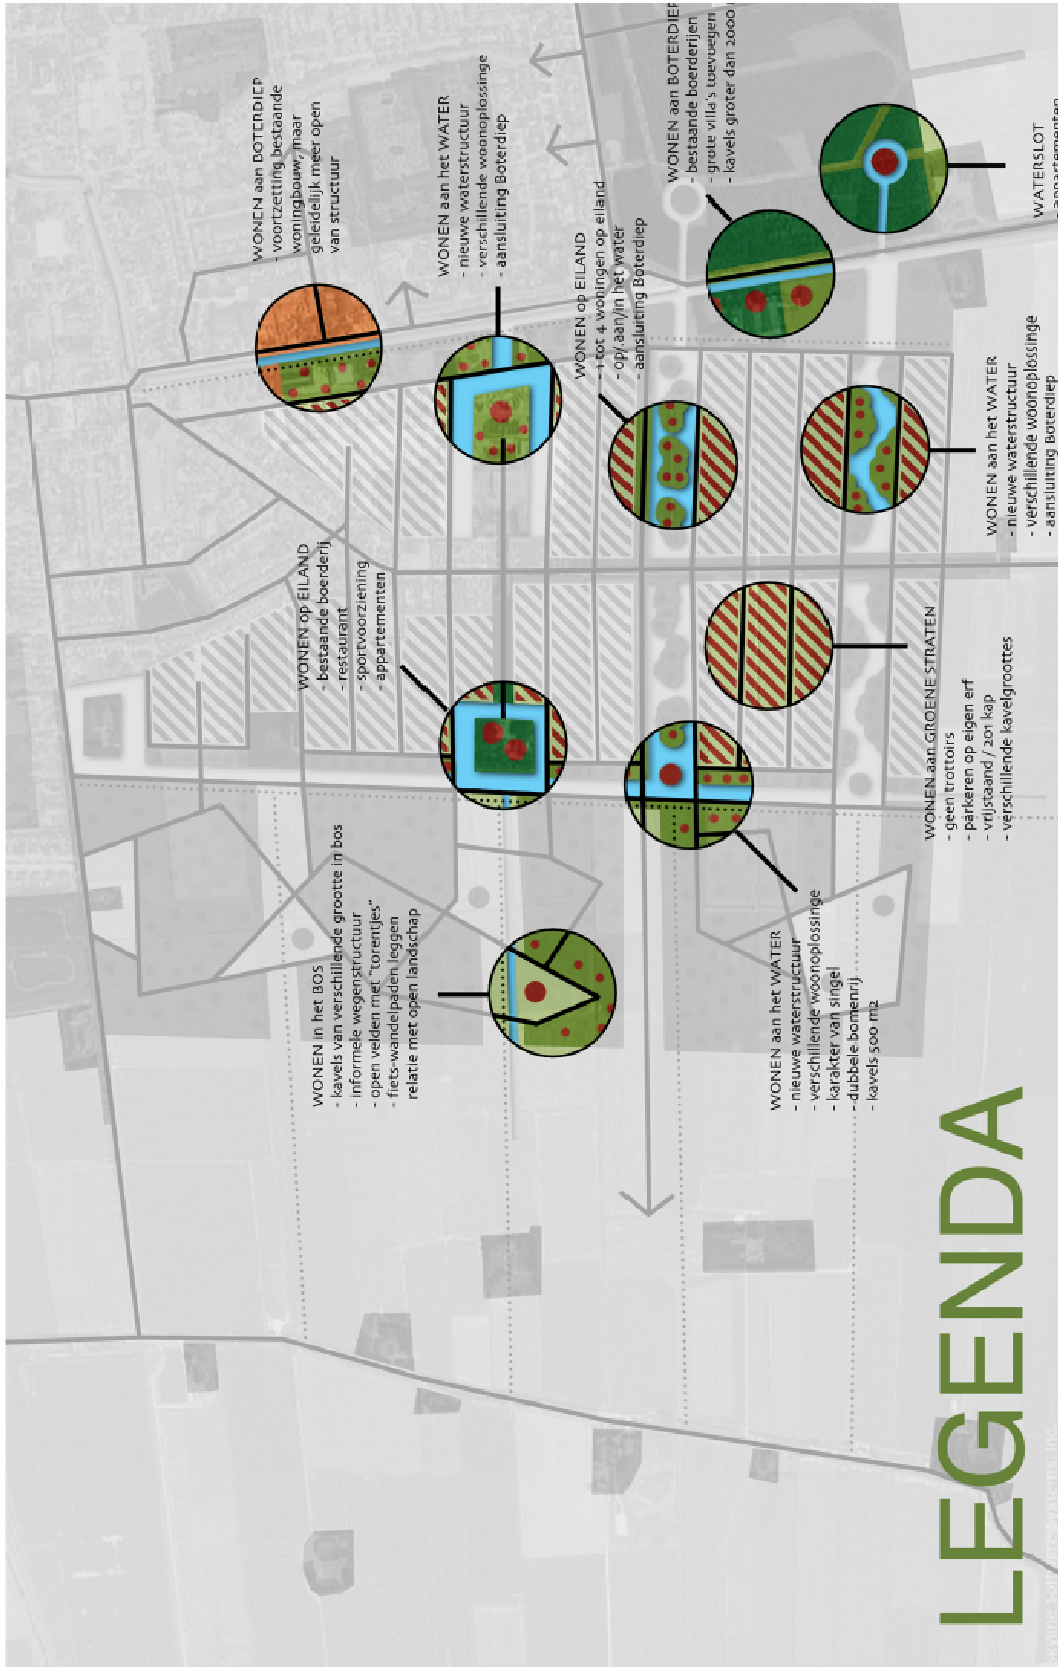 WONEN aan BOTERDIEP
- voortzetting bestaande
woningbouw, maar
geleidelijk meer open
van structuur
WONEN aan het WATER
- nieuwe waterstructuur
- verschillende woonoplossinge
- aansluiting Boterdiep
WONEN op EILAND
- 1 tot 4 woningen op eiland
- op/aan/in het water
- aansluiting Boterdiep
WONEN aan BOTERDIEP
- bestaande boerderijen
- grote villa's toevoegen
- kavels groter dan 2000
WATERSLOT
- appartementen
WONEN aan het WATER
- nieuwe waterstructuur
- verschillende woonoplossinge
- aansluiting Boterdiep
WONEN op EILAND
- bestaande boerderij
- restaurant
- sportvoorziening
- appartementen
WONEN aan GROENE STRATEN
- geen trottoirs
- parkeren op eigen erf
- vrijstaand / 201 kap
- verschillende kavelgroottes
WONEN in het BOS
- kavels van verschillende grootte in bos
- informele wegenstructuur
- open velden met "torentjes"
- fiets-wandelpaden leggen
relatie met open landschap
WONEN aan het WATER
- nieuwe waterstructuur
- verschillende woonoplossinge
- karakter van singel
- dubbele bomenrij
- kavels 500 m2
LEGENDA